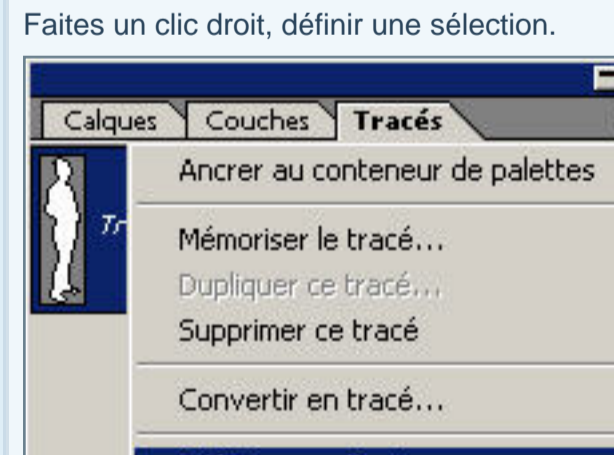 Faites un clic droit, définir une sélection.
Calques Couches Tracés
Ancrer au conteneur de palettes
Tr
Mémoriser le tracé...
Dupliquer ce tracé...
Supprimer ce tracé
Convertir en tracé...